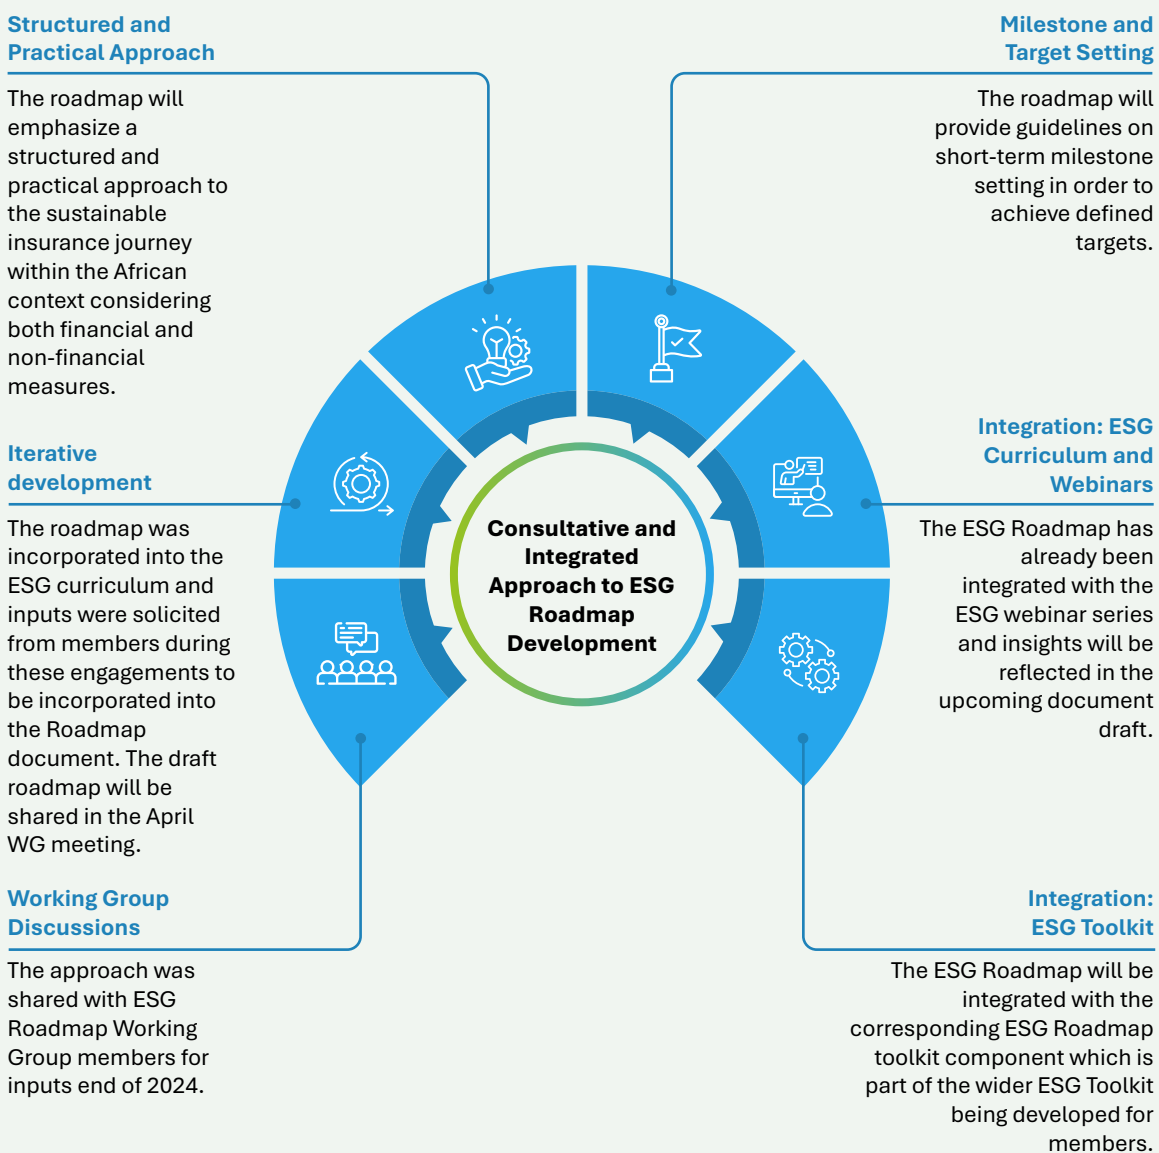 Structured and
Practical Approach
The roadmap will
emphasize a
structured and
practical approach to
the sustainable
insurance journey
within the African
context considering
both financial and
non-financial
measures.
Iterative
development
The roadmap was
incorporated into the
ESG curriculum and
inputs were solicited
from members during
these engagements to
be incorporated into
the Roadmap
document. The draft
roadmap will be
shared in the April
WG meeting.
Working Group
Discussions
The approach was
shared with ESG
Roadmap Working
Group members for
inputs end of 2024.
Consultative and
Integrated
Approach to ESG
Roadmap
Development
Milestone and
Target Setting
The roadmap will
provide guidelines on
short-term milestone
setting in order to
achieve defined
targets.
Integration: ESG
Curriculum and
Webinars
The ESG Roadmap has
already been
integrated with the
ESG webinar series
and insights will be
reflected in the
upcoming document
draft.
Integration:
ESG Toolkit
The ESG Roadmap will be
integrated with the
corresponding ESG Roadmap
toolkit component which is
part of the wider ESG Toolkit
being developed for
members.